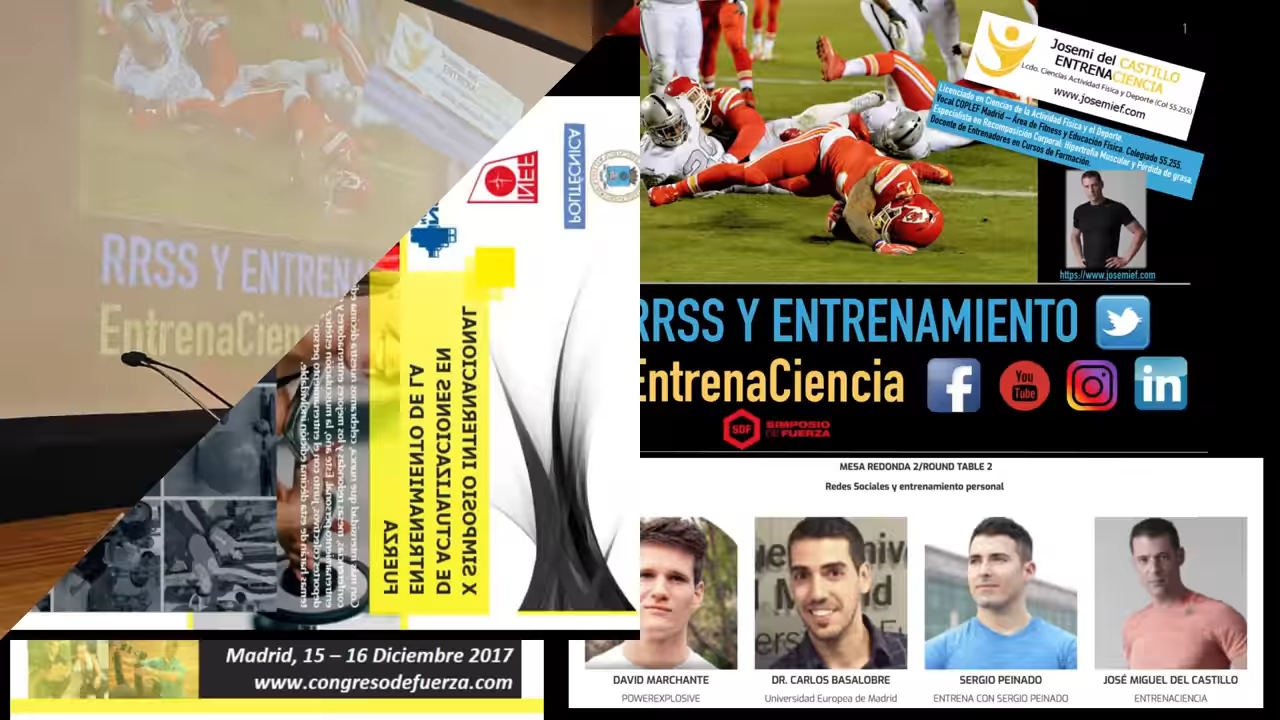 1
Josemi del CASTILLO
ENTRENACIENCIA
Lcdo. Ciencias Actividad Física y Deporte (Col 55.255)
www.josemief.com
Licenciado en Ciencias de la Actividad Física y el Deporte.
Vocal COPLEF Madrid – Área de Fitness y Educación Física. Colegiado 55.255.
Especialista en Recomposición Corporal. Hipertrofia Muscular y Pérdida de grasa.
Docente de Entrenadores en Cursos de Formación.
https://www.josemief.com
RRSS Y ENTRENAMIENTO
EntrenaCiencia
You
Tube
in
SDF SIMPOSIO
DE FUERZA
MESA REDONDA 2/ROUND TABLE 2
Redes Sociales y entrenamiento personal
DAVID MARCHANTE
POWEREXPLOSIVE
DR. CARLOS BASALOBRE
Universidad Europea de Madrid
SERGIO PEINADO
ENTRENA CON SERGIO PEINADO
JOSÉ MIGUEL DEL CASTILLO
ENTRENACIENCIA
RRSS Y ENTRENA
EntrenaCien
INEF
POLITÉCNICA
X SIMPOSIO INTERNACIONAL
DE ACTUALIZACIONES EN
ENTRENAMIENTO DE LA
FUERZA
Madrid, 15 – 16 Diciembre 2017
www.congresodefuerza.com